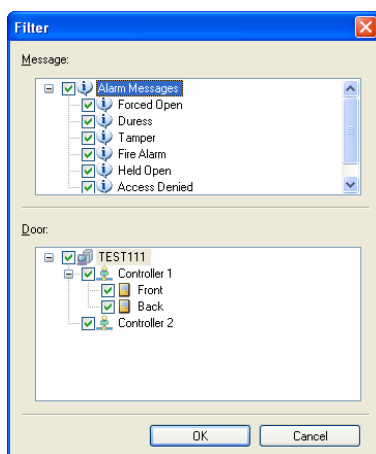 Filter
Message:
Alarm Messages
Forced Open
Duress
Tamper
Fire Alarm
Held Open
Access Denied
Door:
TEST111
Controller 1
Front
Back
Controller 2
OK Cancel